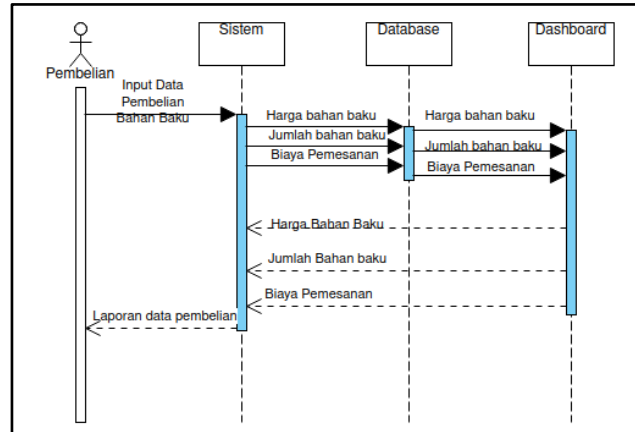 Sistem
Database
Dashboard
Pembelian
Input Data
Pembelian
Bahan Baku
Harga bahan baku
Harga bahan baku
Jumlah bahan baku
Jumlah bahan baku
Biaya Pemesanan
Biaya Pemesanan
Harga Bahan Baku
Jumlah Bahan baku
Biaya Pemesanan
Laporan data pembelian